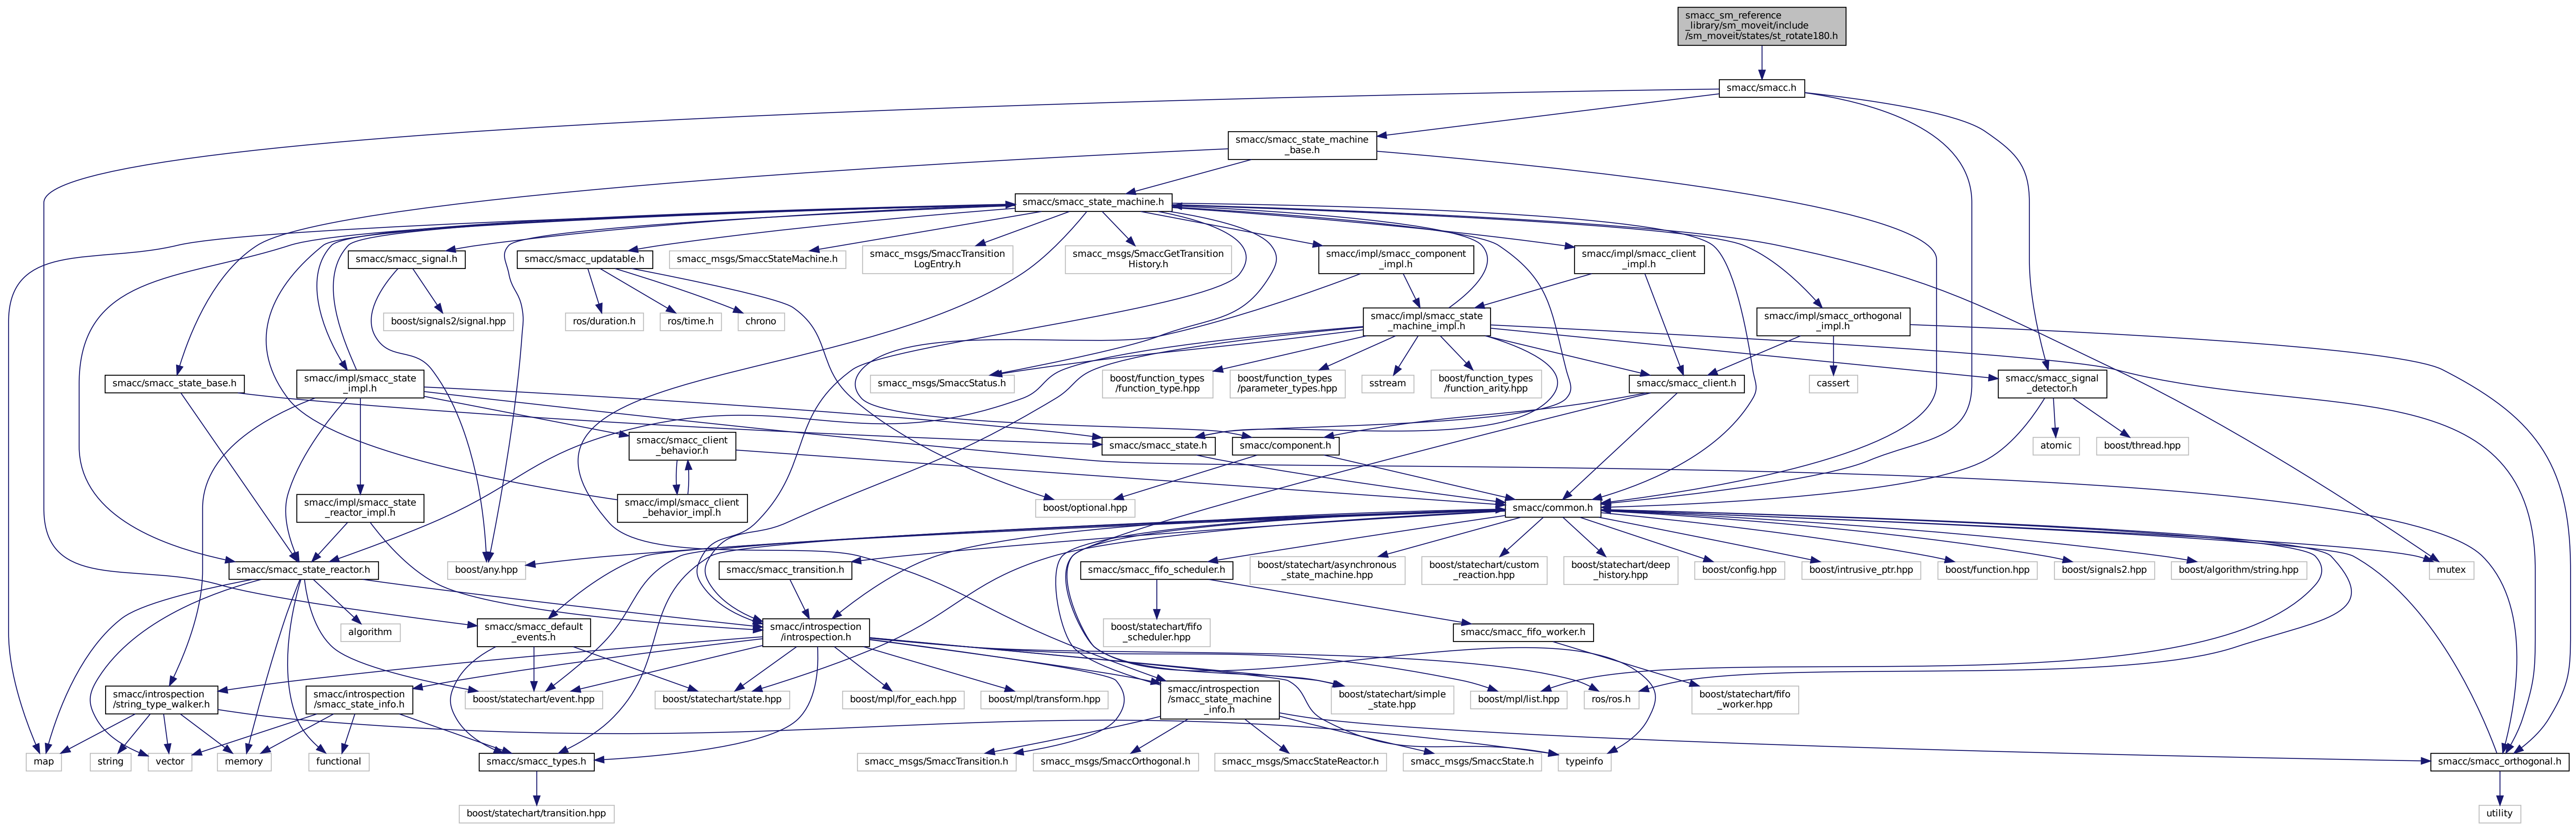 smacc_sm_reference
_library/sm_moveit/include
/sm_moveit/states/st_rotate180.h
smacc/smacc.h
smacc/smacc_state_machine
_base.h
smacc/smacc_state_machine.h
smacc/smacc_signal.h
smacc/smacc_updatable.h
smacc_msgs/SmaccStateMachine.h
smacc_msgs/SmaccTransition
LogEntry.h
smacc_msgs/SmaccGetTransition
History.h
smacc/impl/smacc_component
_impl.h
smacc/impl/smacc_client
_impl.h
boost/signals2/signal.hpp
ros/duration.h
ros/time.h
chrono
smacc/impl/smacc_state
_machine_impl.h
smacc/impl/smacc_orthogonal
_impl.h
smacc/smacc_state_base.h
smacc/impl/smacc_state
_impl.h
smacc_msgs/SmaccStatus.h
boost/function_types
/function_type.hpp
boost/function_types
/parameter_types.hpp
sstream
boost/function_types
/function_arity.hpp
smacc/smacc_client.h
cassert
smacc/smacc_signal
_detector.h
smacc/smacc_client
_behavior.h
smacc/smacc_state.h
smacc/component.h
atomic
boost/thread.hpp
smacc/impl/smacc_state
_reactor_impl.h
smacc/impl/smacc_client
_behavior_impl.h
boost/optional.hpp
smacc/common.h
smacc/smacc_state_reactor.h
boost/any.hpp
smacc/smacc_transition.h
smacc/smacc_fifo_scheduler.h
boost/statechart/asynchronous
_state_machine.hpp
boost/statechart/custom
_reaction.hpp
boost/statechart/deep
_history.hpp
boost/config.hpp
boost/intrusive_ptr.hpp
boost/function.hpp
boost/signals2.hpp
boost/algorithm/string.hpp
mutex
algorithm
smacc/smacc_default
_events.h
smacc/introspection
/introspection.h
boost/statechart/fifo
_scheduler.hpp
smacc/smacc_fifo_worker.h
smacc/introspection
/string_type_walker.h
smacc/introspection
/smacc_state_info.h
boost/statechart/event.hpp
boost/statechart/state.hpp
boost/mpl/for_each.hpp
boost/mpl/transform.hpp
smacc/introspection
/smacc_state_machine
_info.h
boost/statechart/simple
_state.hpp
boost/mpl/list.hpp
ros/ros.h
boost/statechart/fifo
_worker.hpp
map
string
vector
memory
functional
smacc/smacc_types.h
smacc_msgs/SmaccTransition.h
smacc_msgs/SmaccOrthogonal.h
smacc_msgs/SmaccStateReactor.h
smacc_msgs/SmaccState.h
typeinfo
smacc/smacc_orthogonal.h
boost/statechart/transition.hpp
utility